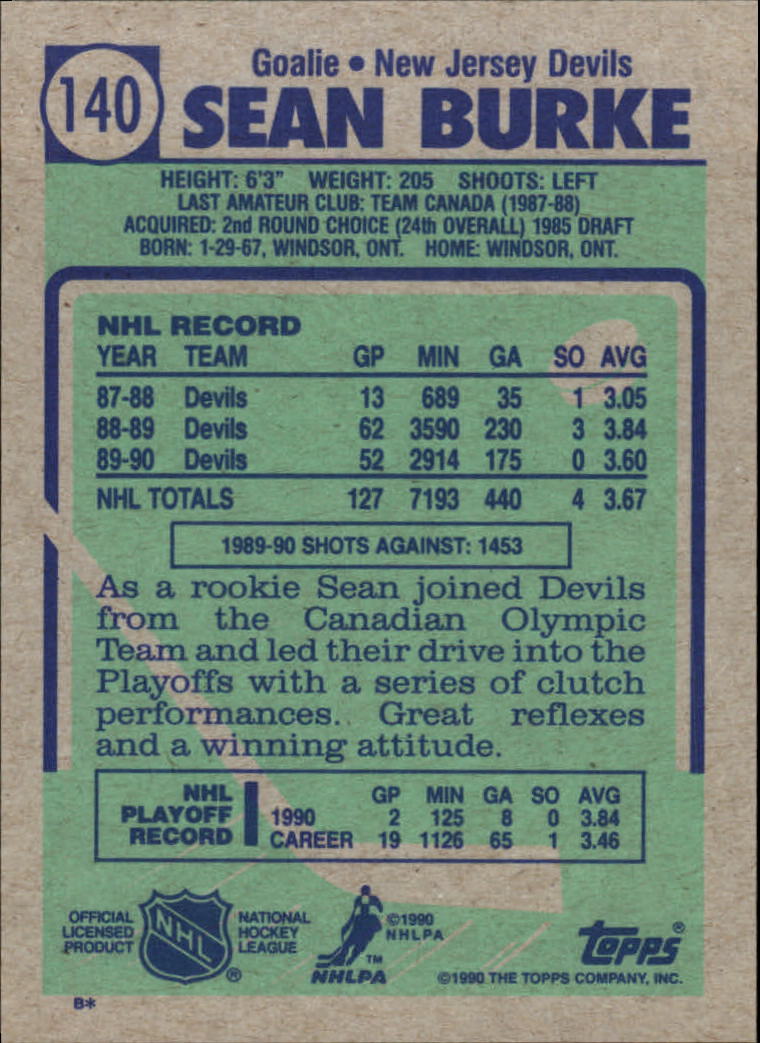 140
Goalie • New Jersey Devils
SEAN BURKE
HEIGHT: 6'3" WEIGHT: 205 SHOOTS: LEFT
LAST AMATEUR CLUB: TEAM CANADA (1987-88)
ACQUIRED: 2nd ROUND CHOICE (24th OVERALL) 1985 DRAFT
BORN: 1-29-67, WINDSOR, ONT. HOME: WINDSOR, ONT.
NHL RECORD
YEAR TEAM GP MIN GA SO AVG
87-88 Devils 13 689 35 1 3.05
88-89 Devils 62 3590 230 3 3.84
89-90 Devils 52 2914 175 0 3.60
NHL TOTALS 127 7193 440 4 3.67
1989-90 SHOTS AGAINST: 1453
As a rookie Sean joined Devils
from the Canadian Olympic
Team and led their drive into the
Playoffs with a series of clutch
performances.. Great reflexes
and a winning attitude.
NHL PLAYOFF RECORD
GP MIN GA SO AVG
1990 2 125 8 0 3.84
CAREER 19 1126 65 1 3.46
OFFICIAL
LICENSED
PRODUCT
NHL
®
NATIONAL
HOCKEY
LEAGUE
TM
NHLPA
©1990
NHLPA
topps®
©1990 THE TOPPS COMPANY, INC.
B*